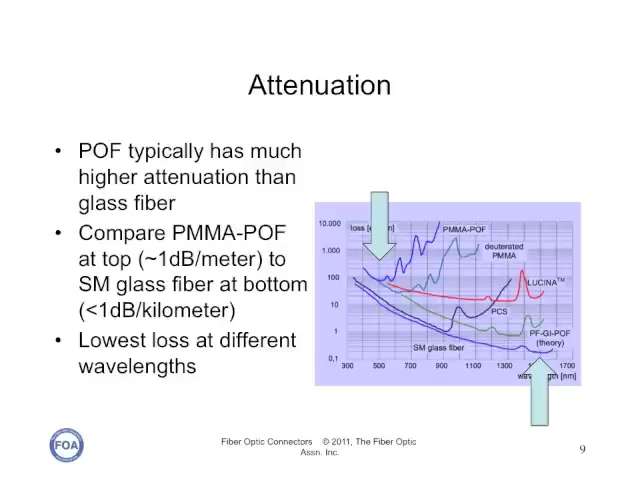 Attenuation
• POF typically has much
higher attenuation than
glass fiber
• Compare PMMA-POF
at top (~1dB/meter) to
SM glass fiber at bottom
(<1dB/kilometer)
• Lowest loss at different
wavelengths
10.000
1.000
100
10
1
0,1
loss
PMMA-POF
deuterated
PMMA
LUCINA™
PCS
PF-GI-POF
(theory)
SM glass fiber
300 500 700 900 1100 1300 1700
[nm]
FOA
Fiber Optic Connectors © 2011, The Fiber Optic
Assn. Inc.
9